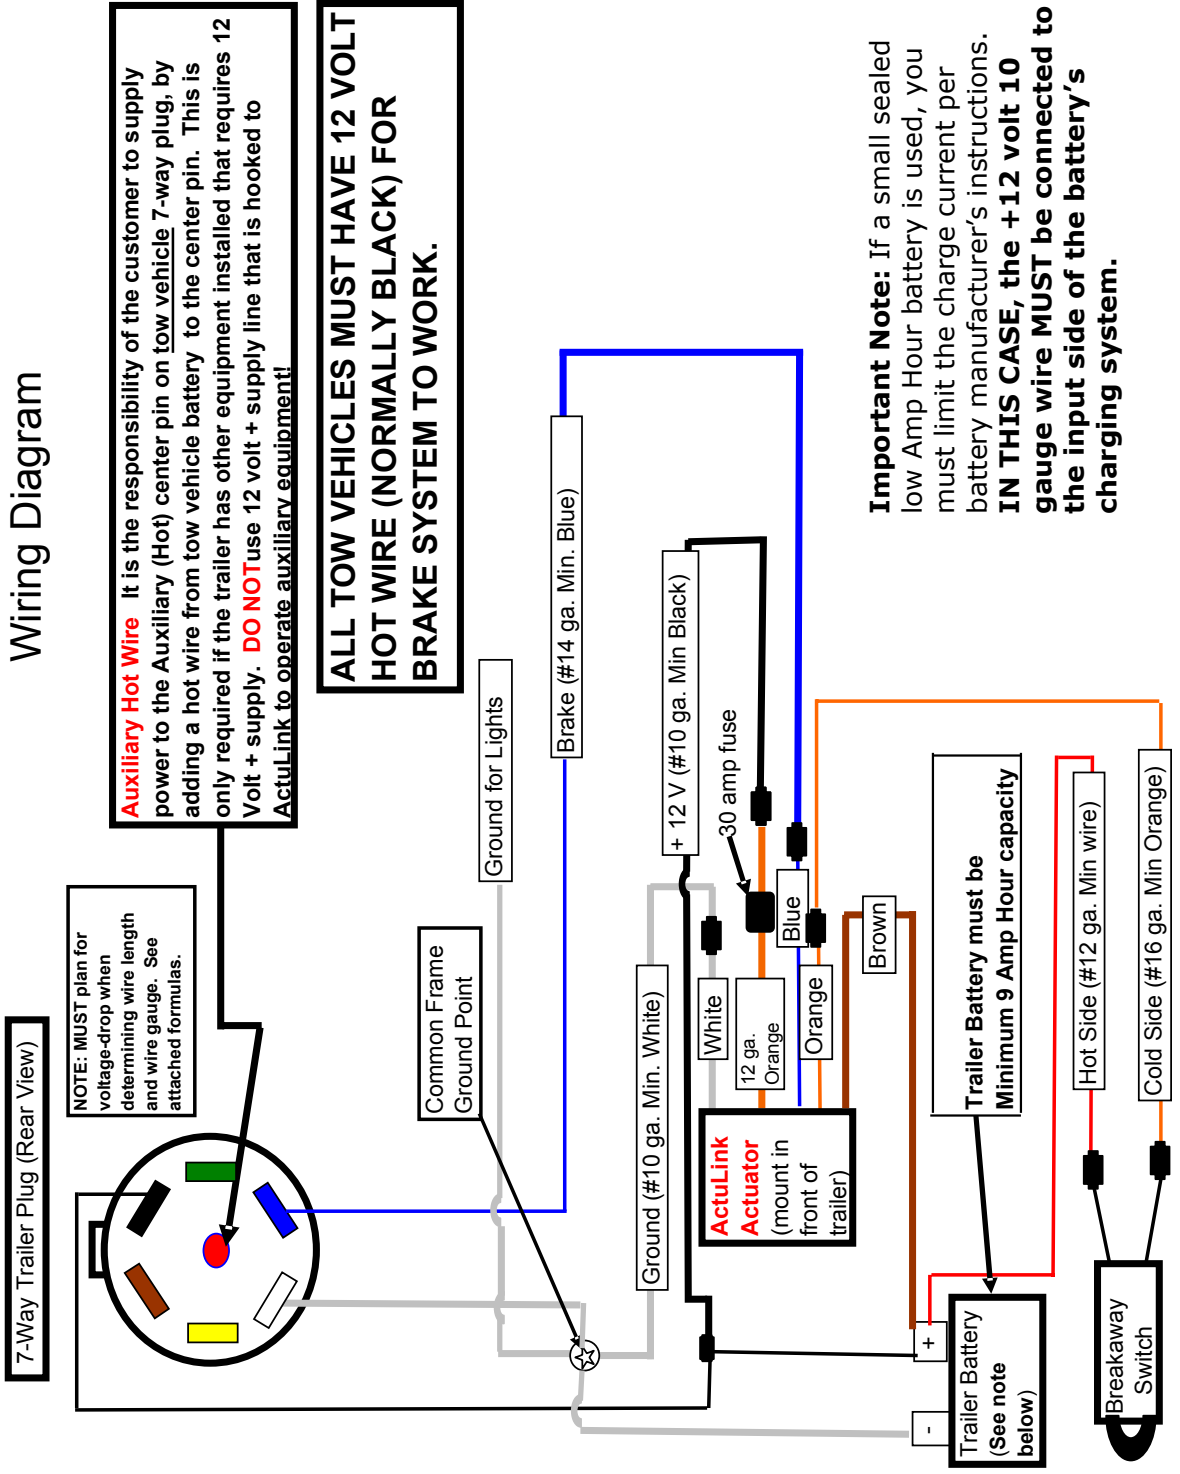 Wiring Diagram
7-Way Trailer Plug (Rear View)
NOTE: MUST plan for
voltage-drop when
determining wire length
and wire gauge.  See
attached formulas.
Auxiliary Hot Wire   It is the responsibility of the customer to supply
power to the Auxiliary (Hot) center pin on tow vehicle 7-way plug, by
adding a hot wire from tow vehicle battery  to the center pin.  This is
only required if the trailer has other equipment installed that requires 12
Volt + supply.  DO NOTuse 12 volt + supply line that is hooked to
ActuLink to operate auxiliary equipment!
ALL TOW VEHICLES MUST HAVE 12 VOLT
HOT WIRE (NORMALLY BLACK) FOR
BRAKE SYSTEM TO WORK.
Common Frame
Ground Point
Ground for Lights
Brake (#14 ga. Min. Blue)
Ground (#10 ga. Min. White)
+ 12 V (#10 ga. Min Black)
White
30 amp fuse
12 ga.
Orange
Blue
Orange
Brown
ActuLink
Actuator
(mount in
front of
trailer)
Trailer Battery must be
Minimum 9 Amp Hour capacity
Hot Side (#12 ga. Min wire)
Cold Side (#16 ga. Min Orange)
-
+
Trailer Battery
(See note
below)
Breakaway
Switch
Important Note: If a small sealed
low Amp Hour battery is used, you
must limit the charge current per
battery manufacturer's instructions.
IN THIS CASE, the +12 volt 10
gauge wire MUST be connected to
the input side of the battery's
charging system.